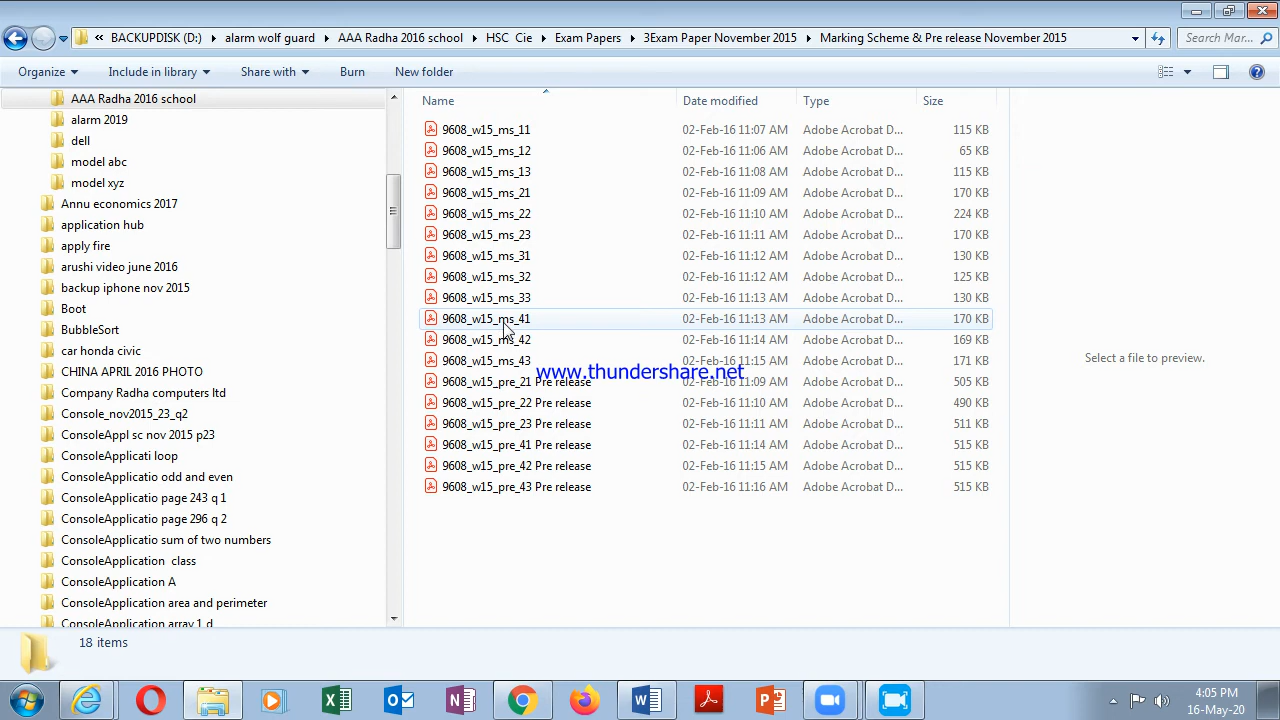 « BACKUPDISK (D:) alarm wolf guard AAA Radha 2016 school HSC Cie Exam Papers 3Exam Paper November 2015 Marking Scheme & Pre release November 2015 Search Mar...
Organize Include in library Share with Burn New folder
AAA Radha 2016 school
alarm 2019
dell
model abc
model xyz
Annu economics 2017
application hub
apply fire
arushi video june 2016
backup iphone nov 2015
Boot
BubbleSort
car honda civic
CHINA APRIL 2016 PHOTO
Company Radha computers ltd
Console_nov2015_23_q2
ConsoleAppl sc nov 2015 p23
ConsoleApplicati loop
ConsoleApplicatio odd and even
ConsoleApplicatio page 243 q 1
ConsoleApplicatio page 296 q 2
ConsoleApplicatio sum of two numbers
ConsoleApplication class
ConsoleApplication A
ConsoleApplication area and perimeter
ConsoleApplication array 1 d
Name Date modified Type Size
9608_w15_ms_11 02-Feb-16 11:07 AM Adobe Acrobat D... 115 KB
9608_w15_ms_12 02-Feb-16 11:06 AM Adobe Acrobat D... 65 KB
9608_w15_ms_13 02-Feb-16 11:08 AM Adobe Acrobat D... 115 KB
9608_w15_ms_21 02-Feb-16 11:09 AM Adobe Acrobat D... 170 KB
9608_w15_ms_22 02-Feb-16 11:10 AM Adobe Acrobat D... 224 KB
9608_w15_ms_23 02-Feb-16 11:11 AM Adobe Acrobat D... 170 KB
9608_w15_ms_31 02-Feb-16 11:12 AM Adobe Acrobat D... 130 KB
9608_w15_ms_32 02-Feb-16 11:12 AM Adobe Acrobat D... 125 KB
9608_w15_ms_33 02-Feb-16 11:13 AM Adobe Acrobat D... 130 KB
9608_w15_ms_41 02-Feb-16 11:13 AM Adobe Acrobat D... 170 KB
9608_w15_ms_42 02-Feb-16 11:14 AM Adobe Acrobat D... 169 KB
9608_w15_ms_43 02-Feb-16 11:15 AM Adobe Acrobat D... 171 KB
www.thundershare.net
9608_w15_pre_21 Pre release 02-Feb-16 11:09 AM Adobe Acrobat D... 505 KB
9608_w15_pre_22 Pre release 02-Feb-16 11:10 AM Adobe Acrobat D... 490 KB
9608_w15_pre_23 Pre release 02-Feb-16 11:11 AM Adobe Acrobat D... 511 KB
9608_w15_pre_41 Pre release 02-Feb-16 11:14 AM Adobe Acrobat D... 515 KB
9608_w15_pre_42 Pre release 02-Feb-16 11:15 AM Adobe Acrobat D... 515 KB
9608_w15_pre_43 Pre release 02-Feb-16 11:16 AM Adobe Acrobat D... 515 KB
Select a file to preview.
18 items
4:05 PM
16-May-20